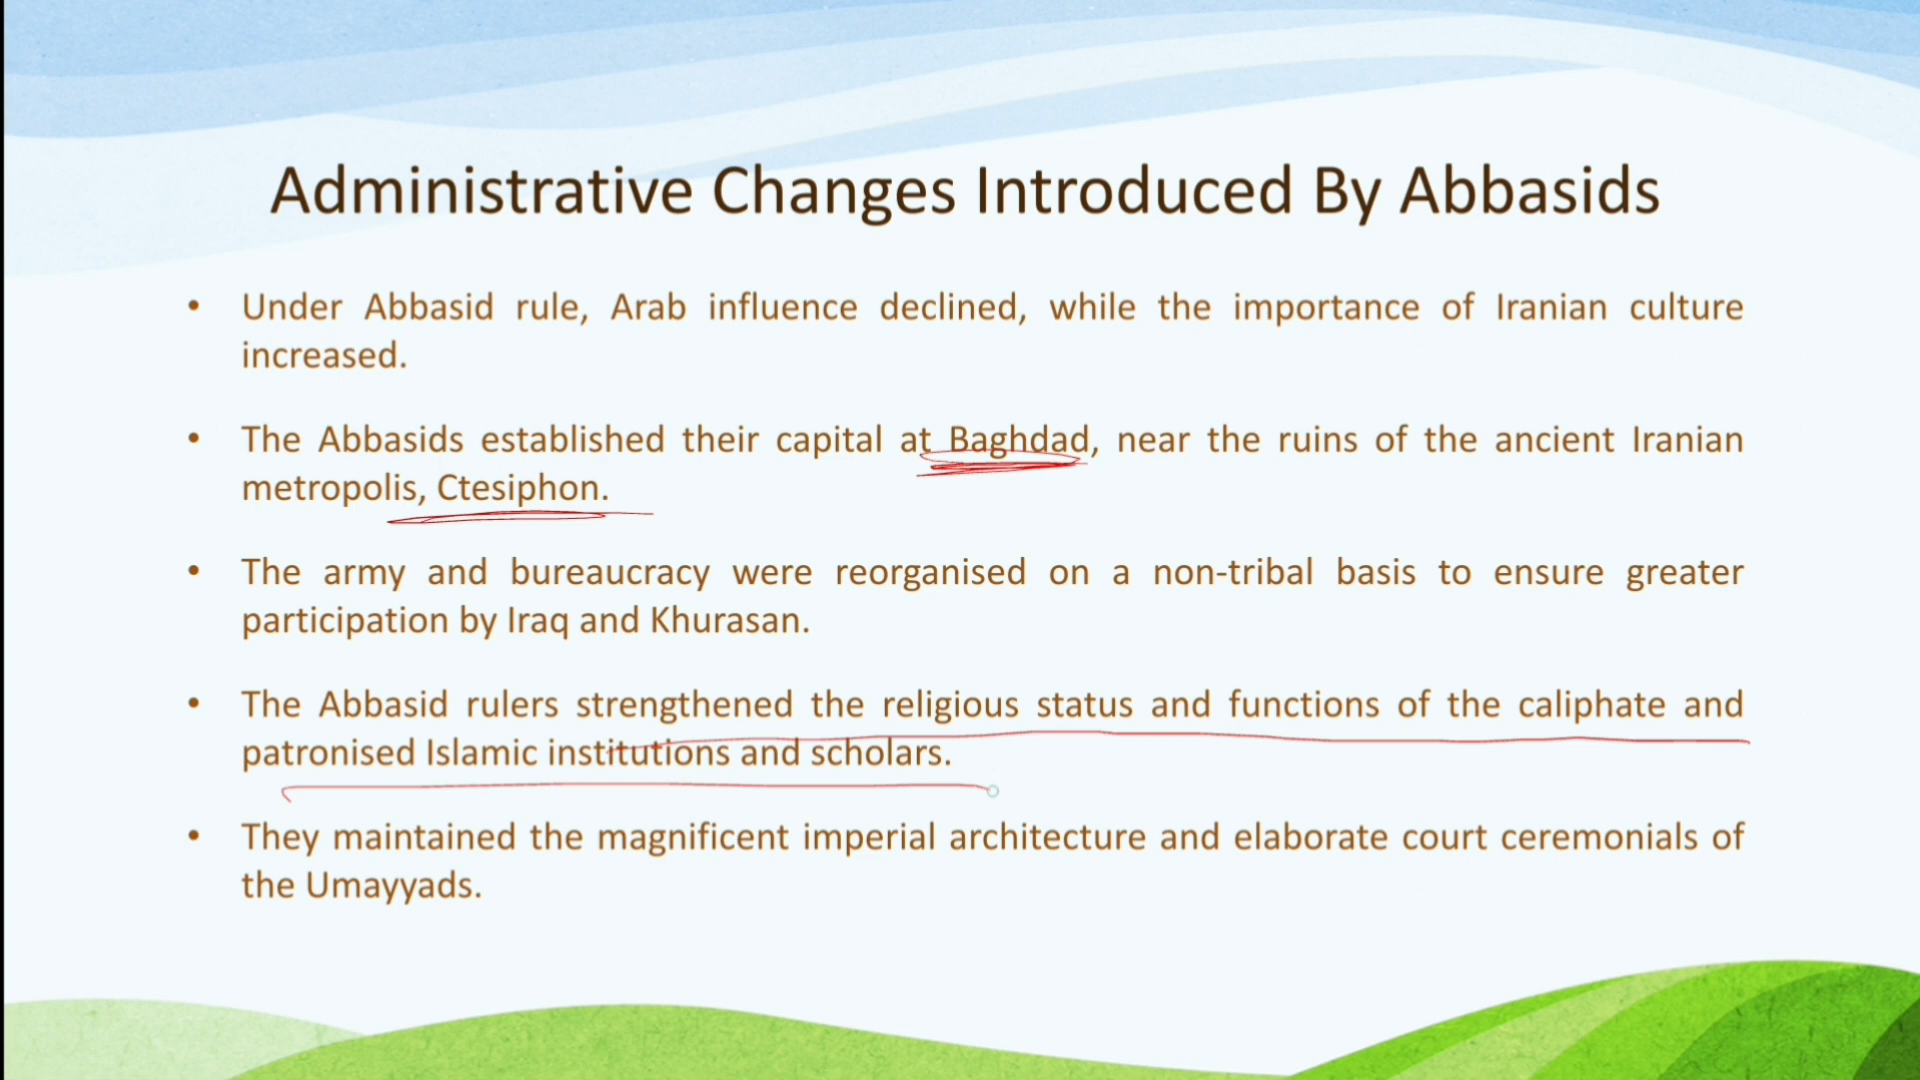 Administrative Changes Introduced By Abbasids
• Under Abbasid rule, Arab influence declined, while the importance of Iranian culture
increased.
• The Abbasids established their capital at Baghdad, near the ruins of the ancient Iranian
metropolis, Ctesiphon.
• The army and bureaucracy were reorganised on a non-tribal basis to ensure greater
participation by Iraq and Khurasan.
• The Abbasid rulers strengthened the religious status and functions of the caliphate and
patronised Islamic institutions and scholars.
• They maintained the magnificent imperial architecture and elaborate court ceremonials of
the Umayyads.